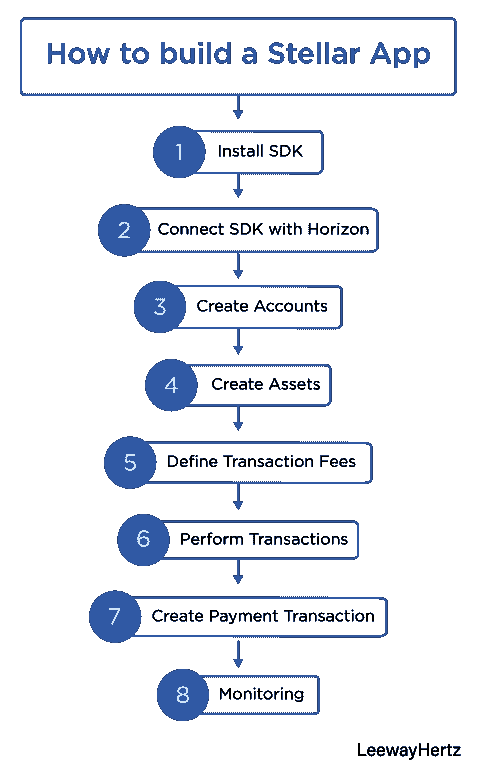 How to build a Stellar App
1 Install SDK
2 Connect SDK with Horizon
3 Create Accounts
4 Create Assets
5 Define Transaction Fees
6 Perform Transactions
7 Create Payment Transaction
8 Monitoring
LeewayHertz